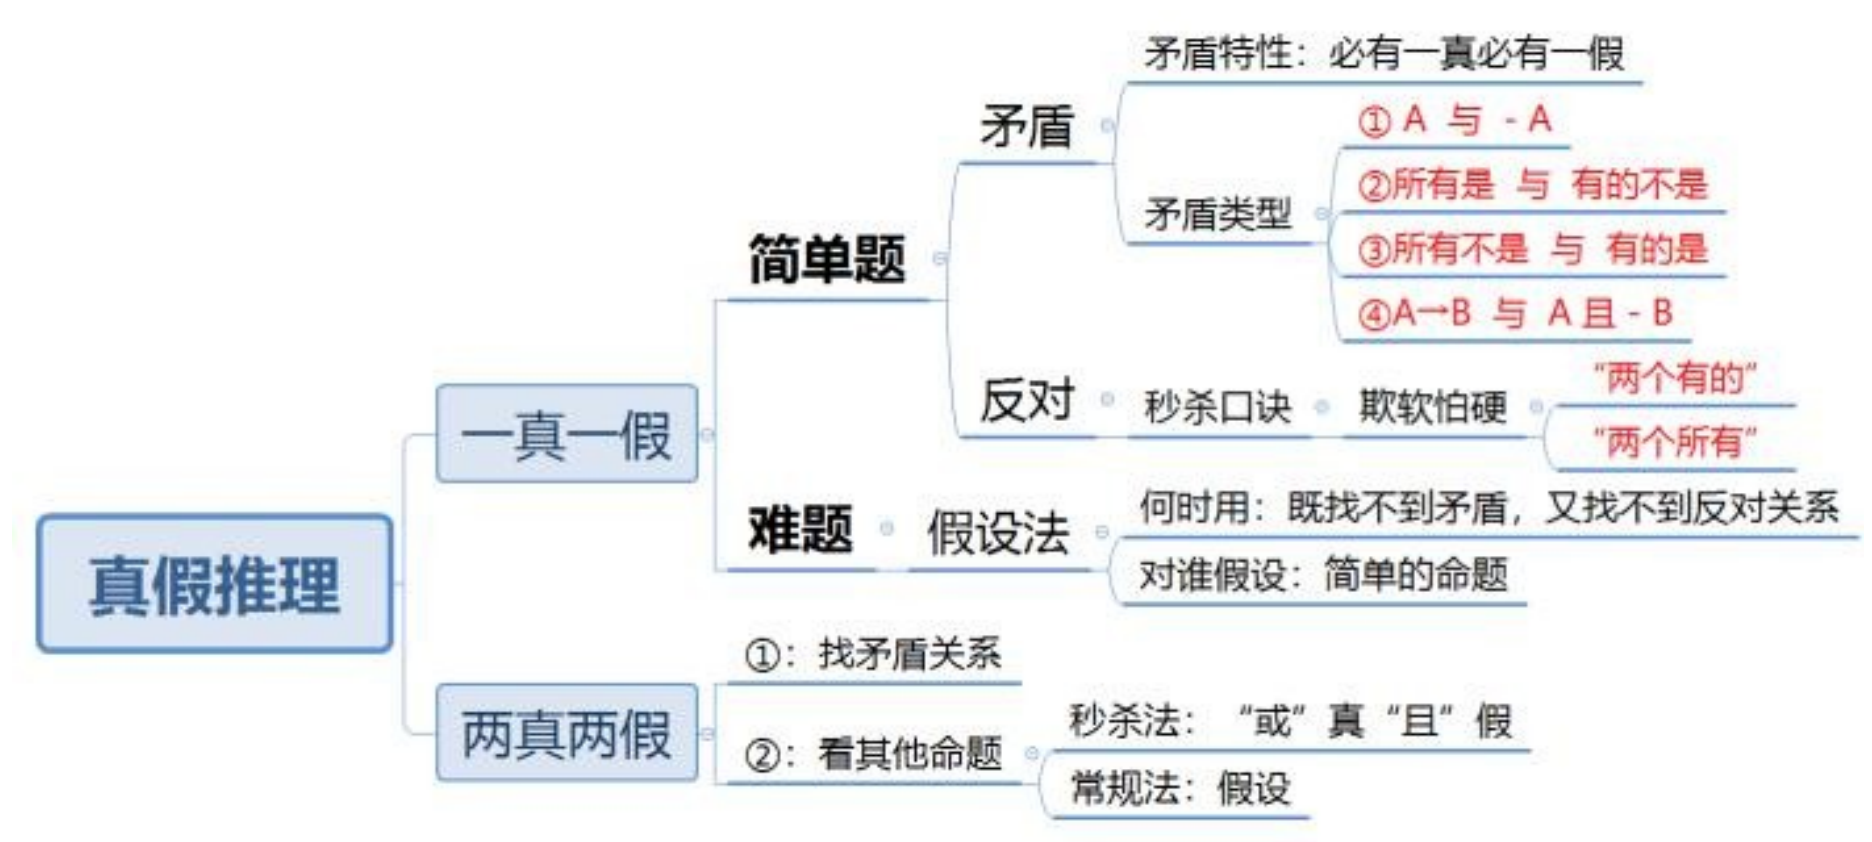 真假推理
一真一假
简单题
矛盾
矛盾特性：必有一真必有一假
矛盾类型
① A 与 - A
②所有是 与 有的不是
③所有不是 与 有的是
④A→B 与 A 且 - B
反对
秒杀口诀
欺软怕硬
“两个有的”
“两个所有”
难题
假设法
何时用：既找不到矛盾，又找不到反对关系
对谁假设：简单的命题
两真两假
①：找矛盾关系
②：看其他命题
秒杀法：“或”真“且”假
常规法：假设